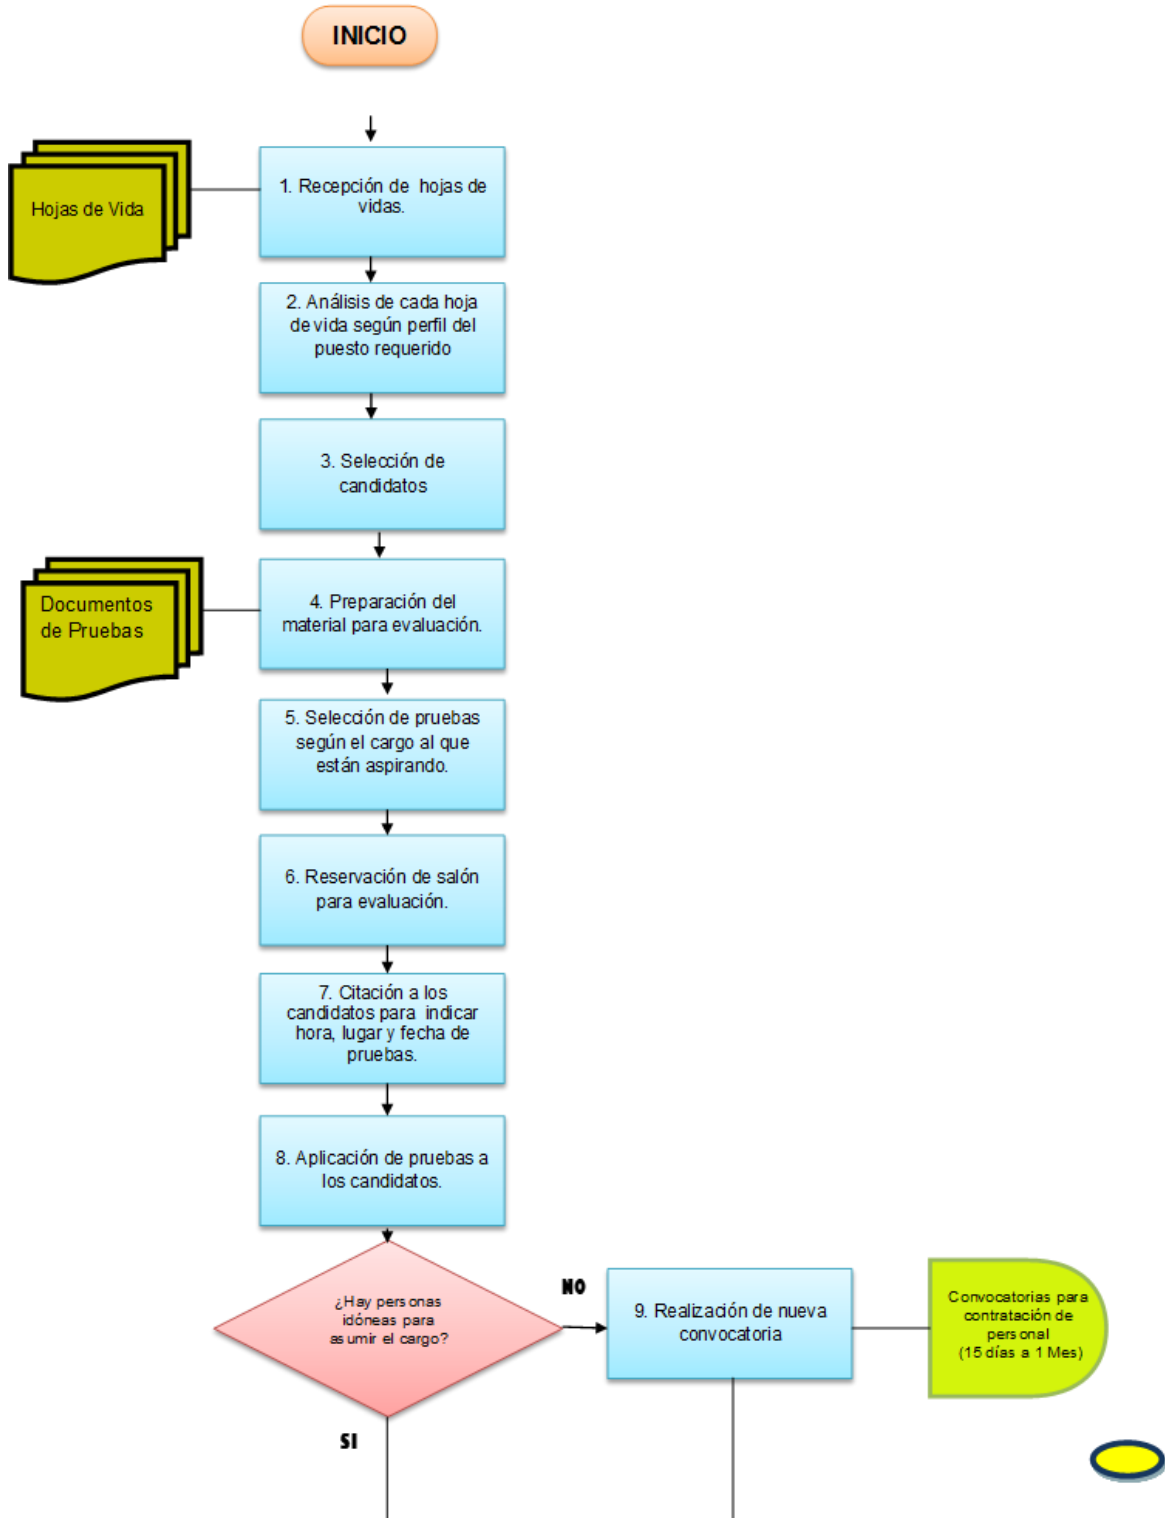 INICIO
Hojas de Vida
1. Recepción de hojas de
vidas.
2. Análisis de cada hoja
de vida según perfil del
puesto requerido
3. Selección de
candidatos
Documentos
de Pruebas
4. Preparación del
material para evaluación.
5. Selección de pruebas
según el cargo al que
están aspirando.
6. Reservación de salón
para evaluación.
7. Citación a los
candidatos para indicar
hora, lugar y fecha de
pruebas.
8. Aplicación de pruebas a
los candidatos.
¿Hay personas
idóneas para
asumir el cargo?
NO
9. Realización de nueva
convocatoria
Convocatorias para
contratación de
personal
(15 días a 1 Mes)
SI